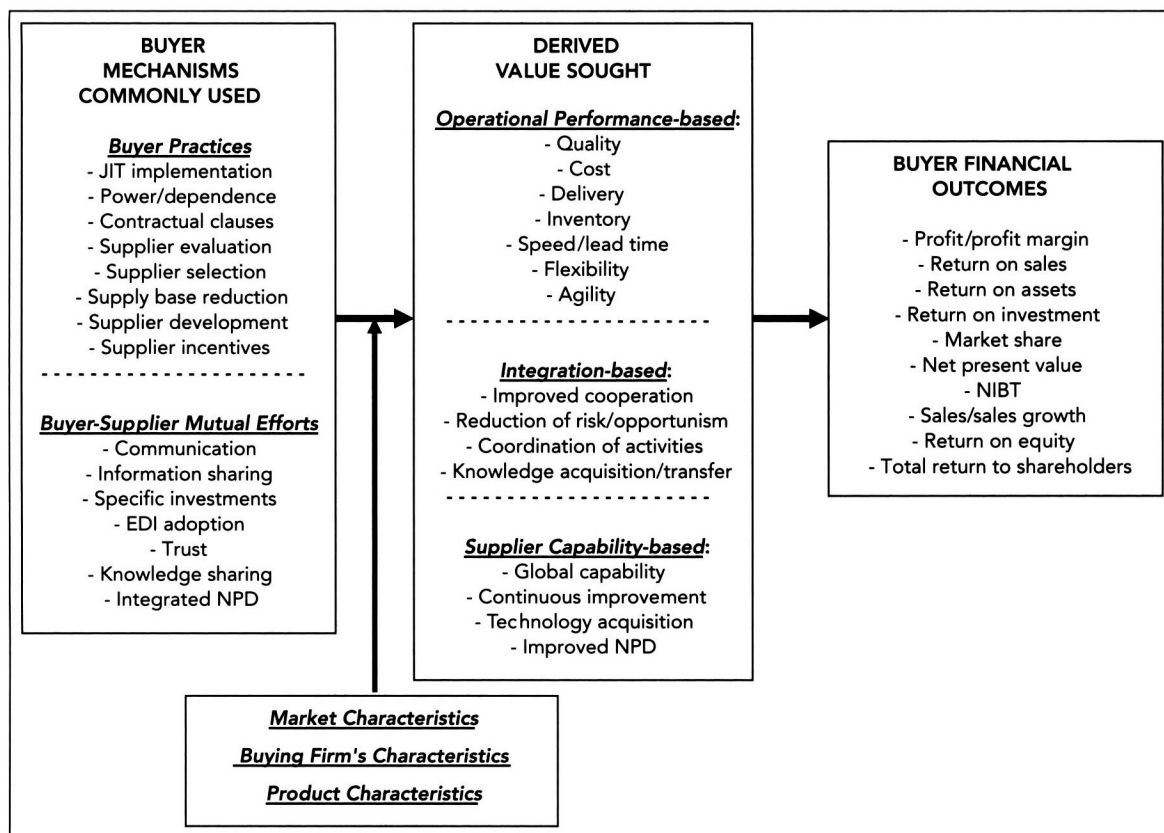 BUYER
MECHANISMS
COMMONLY USED
Buyer Practices
- JIT implementation
- Power/dependence
- Contractual clauses
- Supplier evaluation
- Supplier selection
- Supply base reduction
- Supplier development
- Supplier incentives
Buyer-Supplier Mutual Efforts
- Communication
- Information sharing
- Specific investments
- EDI adoption
- Trust
- Knowledge sharing
- Integrated NPD
DERIVED
VALUE SOUGHT
Operational Performance-based:
- Quality
- Cost
- Delivery
- Inventory
- Speed/lead time
- Flexibility
- Agility
Integration-based:
- Improved cooperation
- Reduction of risk/opportunism
- Coordination of activities
- Knowledge acquisition/transfer
Supplier Capability-based:
- Global capability
- Continuous improvement
- Technology acquisition
- Improved NPD
BUYER FINANCIAL
OUTCOMES
- Profit/profit margin
- Return on sales
- Return on assets
- Return on investment
- Market share
- Net present value
- NIBT
- Sales/sales growth
- Return on equity
- Total return to shareholders
Market Characteristics
Buying Firm's Characteristics
Product Characteristics